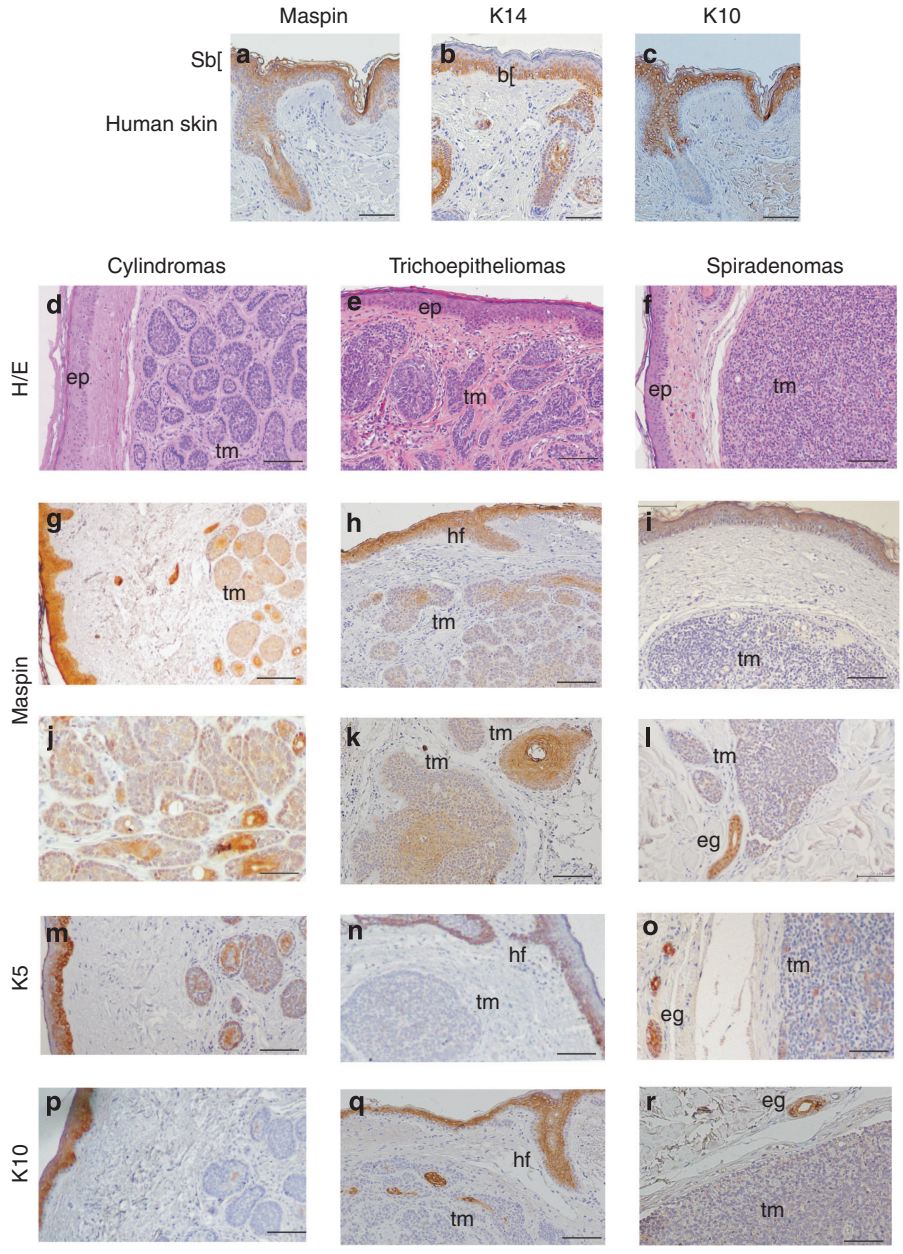 Maspin K14 K10
a b c
Sb[ b[
Human skin
Cylindromas Trichoepitheliomas Spiradenomas
H/E
d e f
ep ep ep
tm tm tm
Maspin
g h i
hf
tm tm tm
j k l
tm tm tm
eg
K5
m n o
hf tm
tm eg
K10
p q r
eg
hf
tm tm